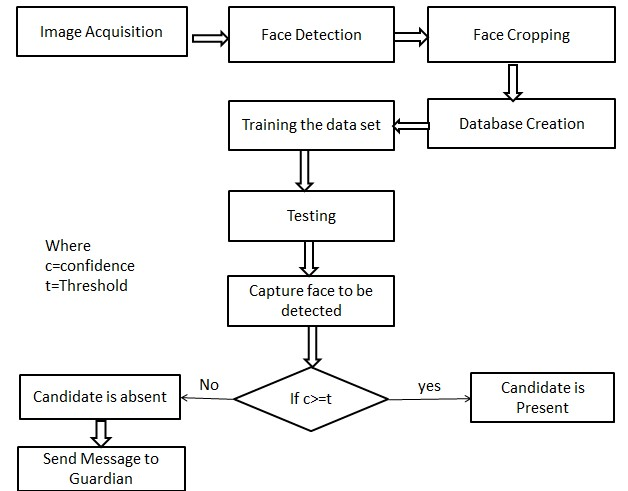 Image Acquisition
Face Detection
Face Cropping
Database Creation
Training the data set
Testing
Where
c=confidence
t=Threshold
Capture face to be
detected
If c>=t
No
yes
Candidate is absent
Candidate is
Present
Send Message to
Guardian